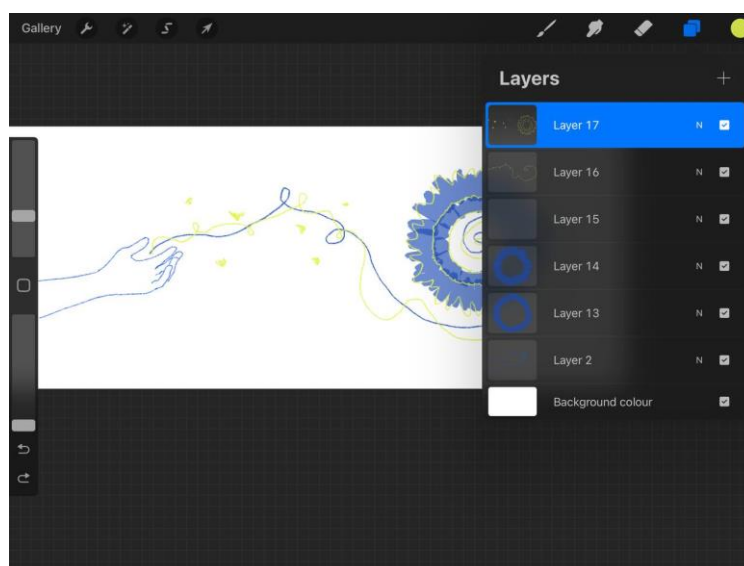 Gallery
Layers
Layer 17 N
Layer 16 N
Layer 15 N
Layer 14 N
Layer 13 N
Layer 2 N
Background colour